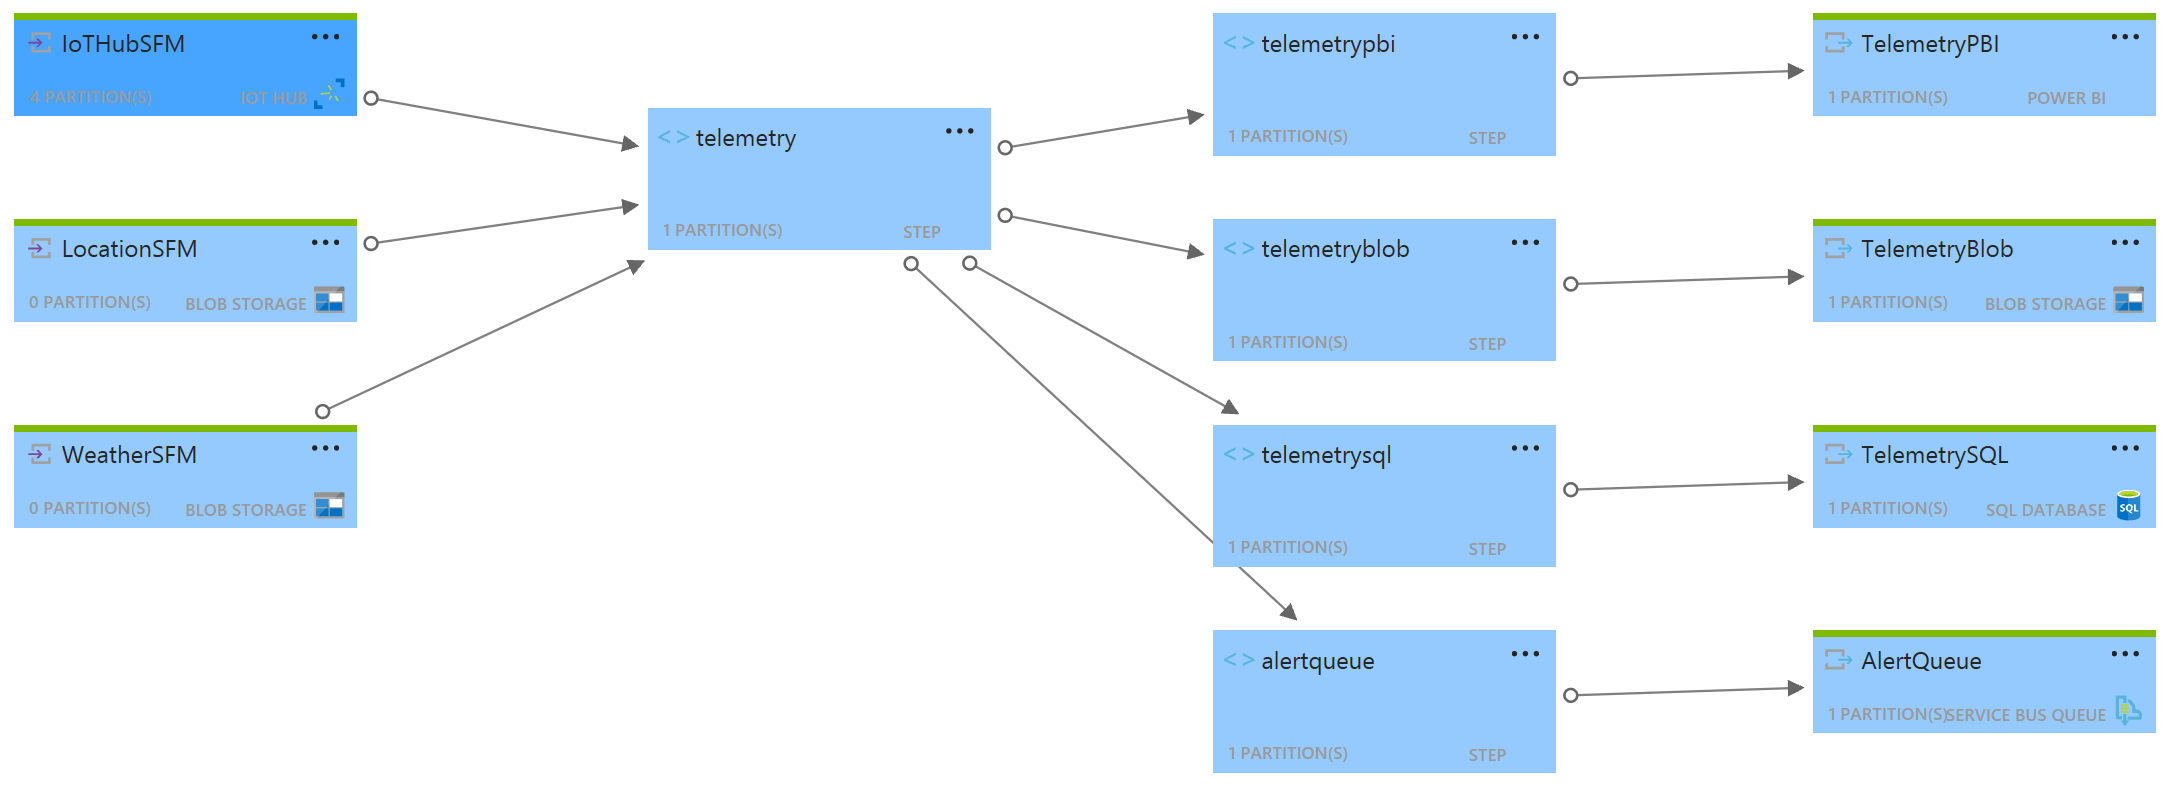 IoTHubSFM
4 PARTITION(S) IOT HUB
LocationSFM
0 PARTITION(S) BLOB STORAGE
WeatherSFM
0 PARTITION(S) BLOB STORAGE
<> telemetry
1 PARTITION(S) STEP
<> telemetrypbi
1 PARTITION(S) STEP
<> telemetryblob
1 PARTITION(S) STEP
<> telemetrysql
1 PARTITION(S) STEP
<> alertqueue
1 PARTITION(S) STEP
TelemetryPBI
1 PARTITION(S) POWER BI
TelemetryBlob
1 PARTITION(S) BLOB STORAGE
TelemetrySQL
1 PARTITION(S) SQL DATABASE
SQL
AlertQueue
1 PARTITION(S) SERVICE BUS QUEUE